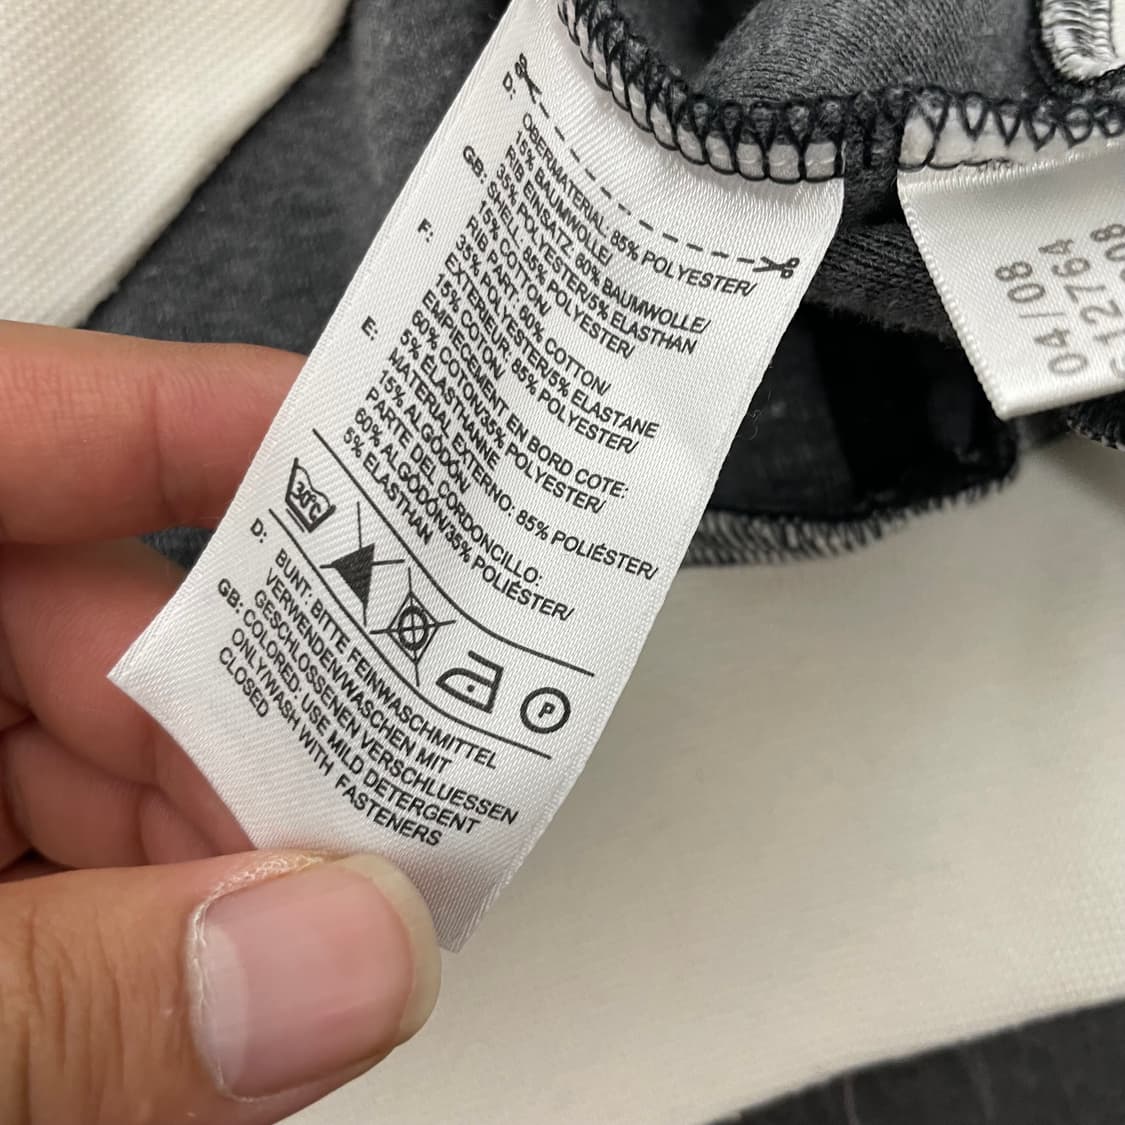 D: OBERMATERIAL: 85% POLYESTER/
15% BAUMWOLLE/
RIB EINSATZ: 60% BAUMWOLLE/
35% POLYESTER/5% ELASTHAN
GB: SHELL: 85% POLYESTER/
15% COTTON/
RIB PART: 60% COTTON/
35% POLYESTER/5% ELASTANE
F: EXTERIEUR: 85% POLYESTER/
15% COTON,
EMPIECEMENT EN BORD COTE:
60% COTON/35% POLYESTER/
5% ÉLASTHANNE
E: MATERIAL EXTERNO: 85% POLIÉSTER/
15% ALGODÓN/
PARTE DEL CORDONCILLO:
60% ALGODÓN/35% POLIÉSTER/
5% ELASTHAN
30°C
P
D: BUNT: BITTE FEINWASCHMITTEL
VERWENDEN/WASCHEN MIT
GESCHLOSSENEN VERSCHLUESSEN
GB: COLORED: USE MILD DETERGENT
ONLY/WASH WITH FASTENERS
CLOSED
04/08